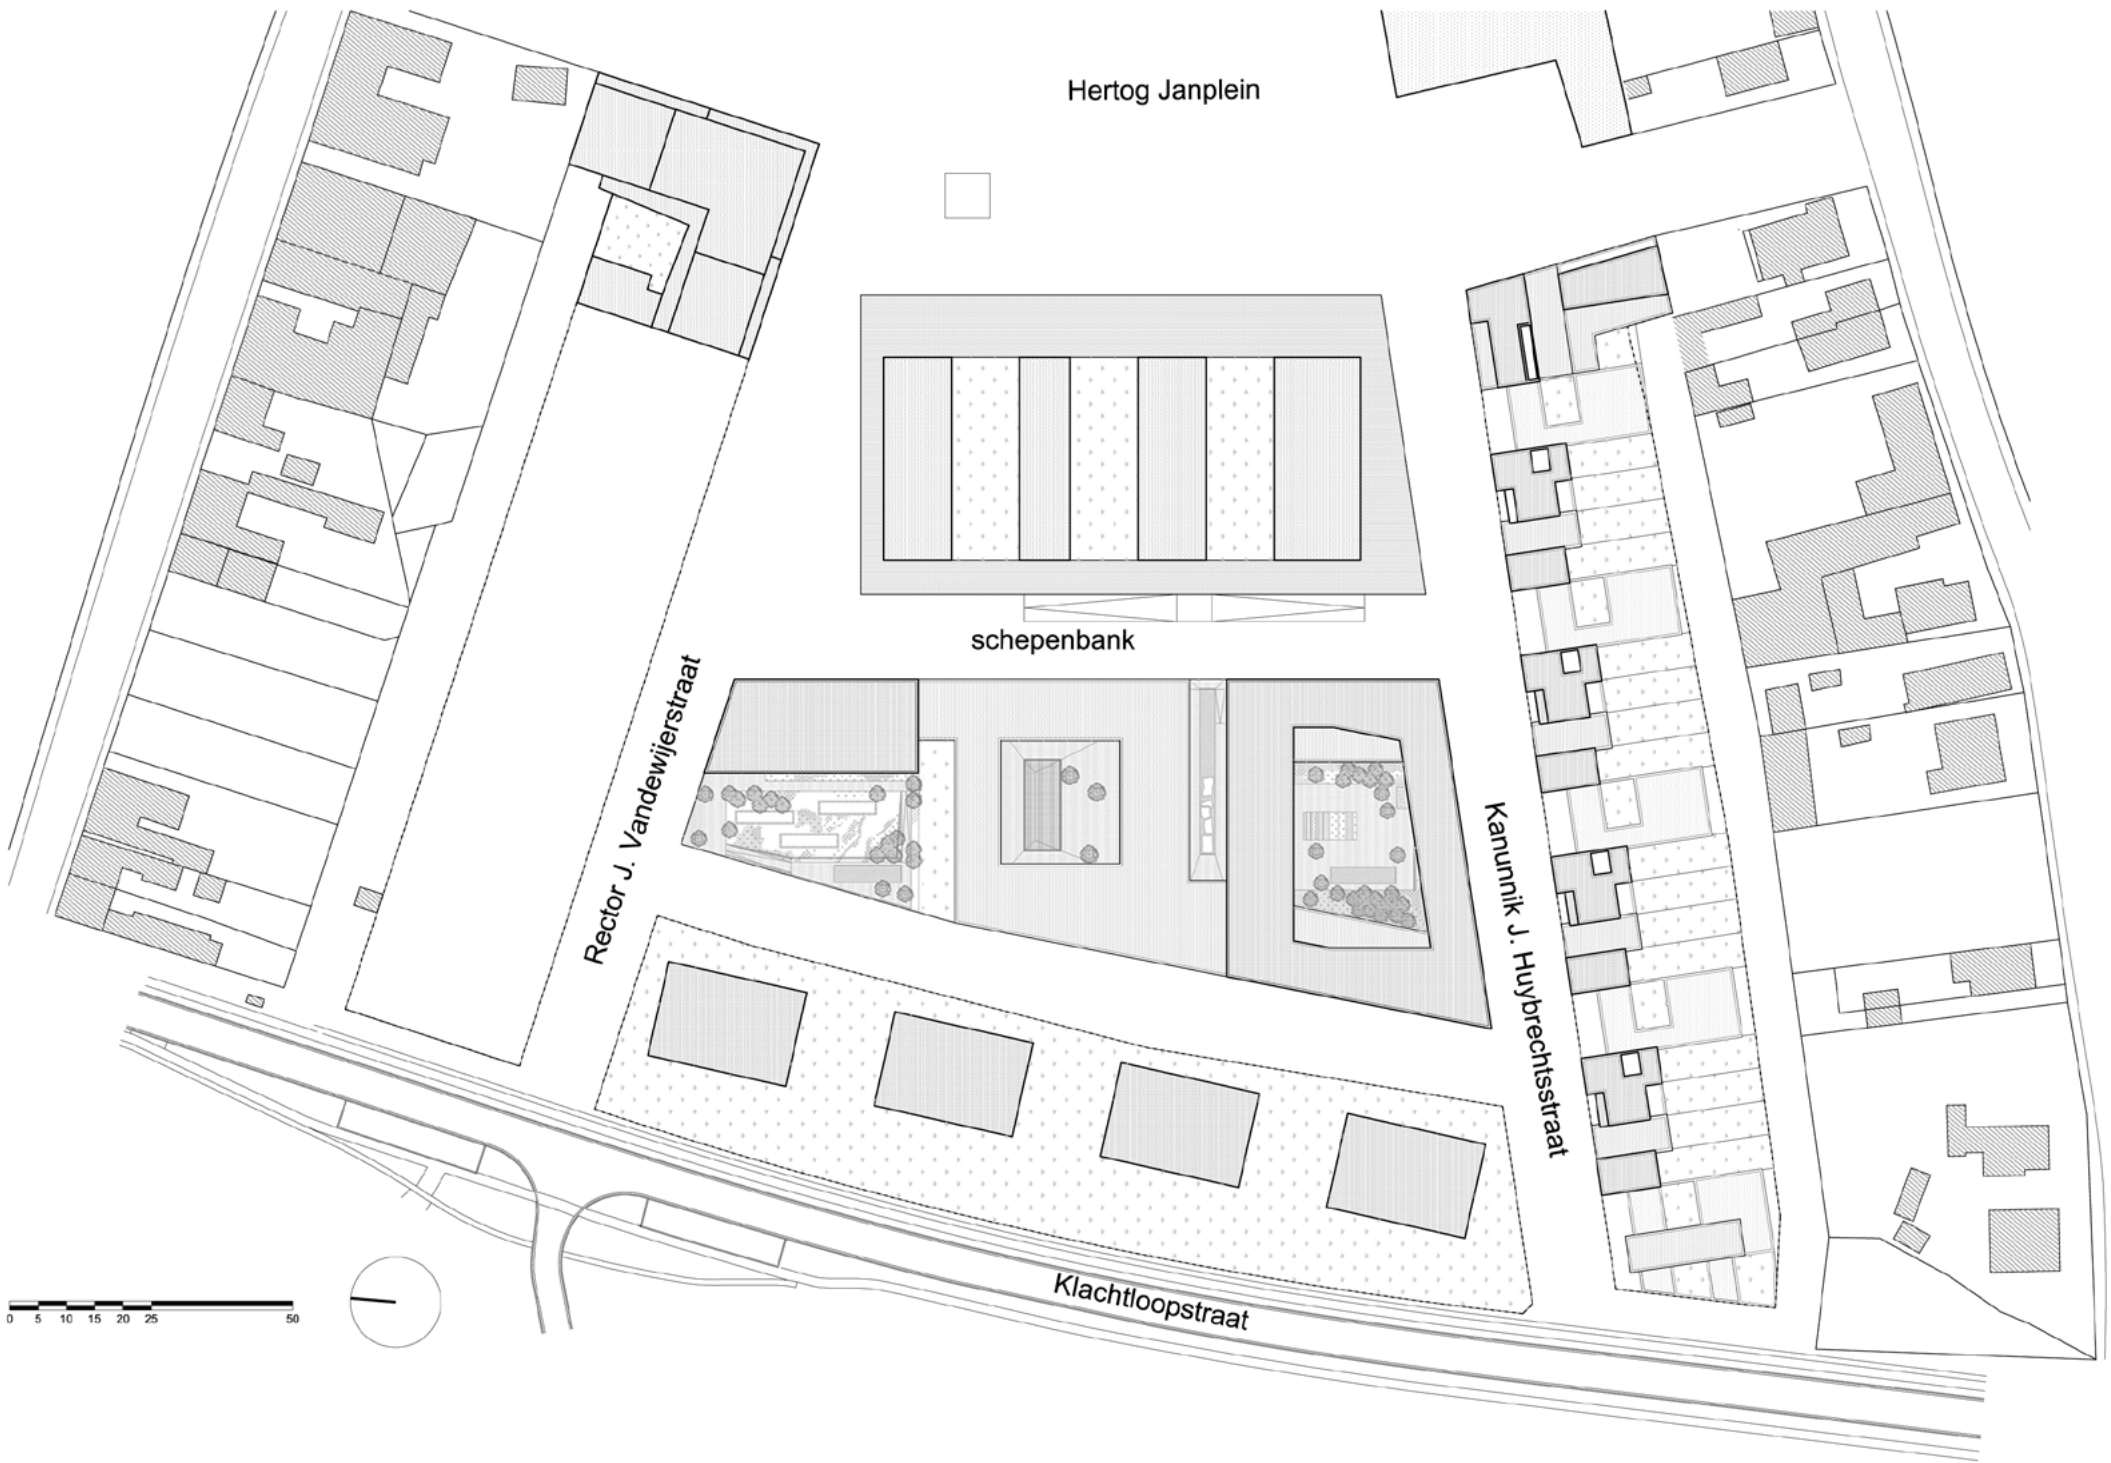 Hertog Janplein
schepenbank
Rector J. Vandewijerstraat
Kanunnik J. Huybrechtsstraat
Klachtloopstraat
0 5 10 15 20 25 50